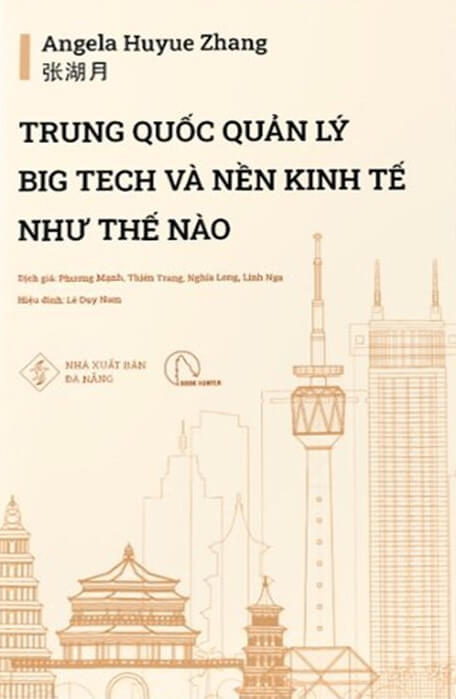 Angela Huyue Zhang
张湖月
TRUNG QUỐC QUẢN LÝ
BIG TECH VÀ NỀN KINH TẾ
NHƯ THẾ NÀO
Dịch giả: Phương Mạnh, Thiên Trang, Nghĩa Long, Linh Nga
Hiệu đính: Lê Duy Nam
NHÀ XUẤT BẢN
ĐÀ NẴNG
BOOK HUNTER